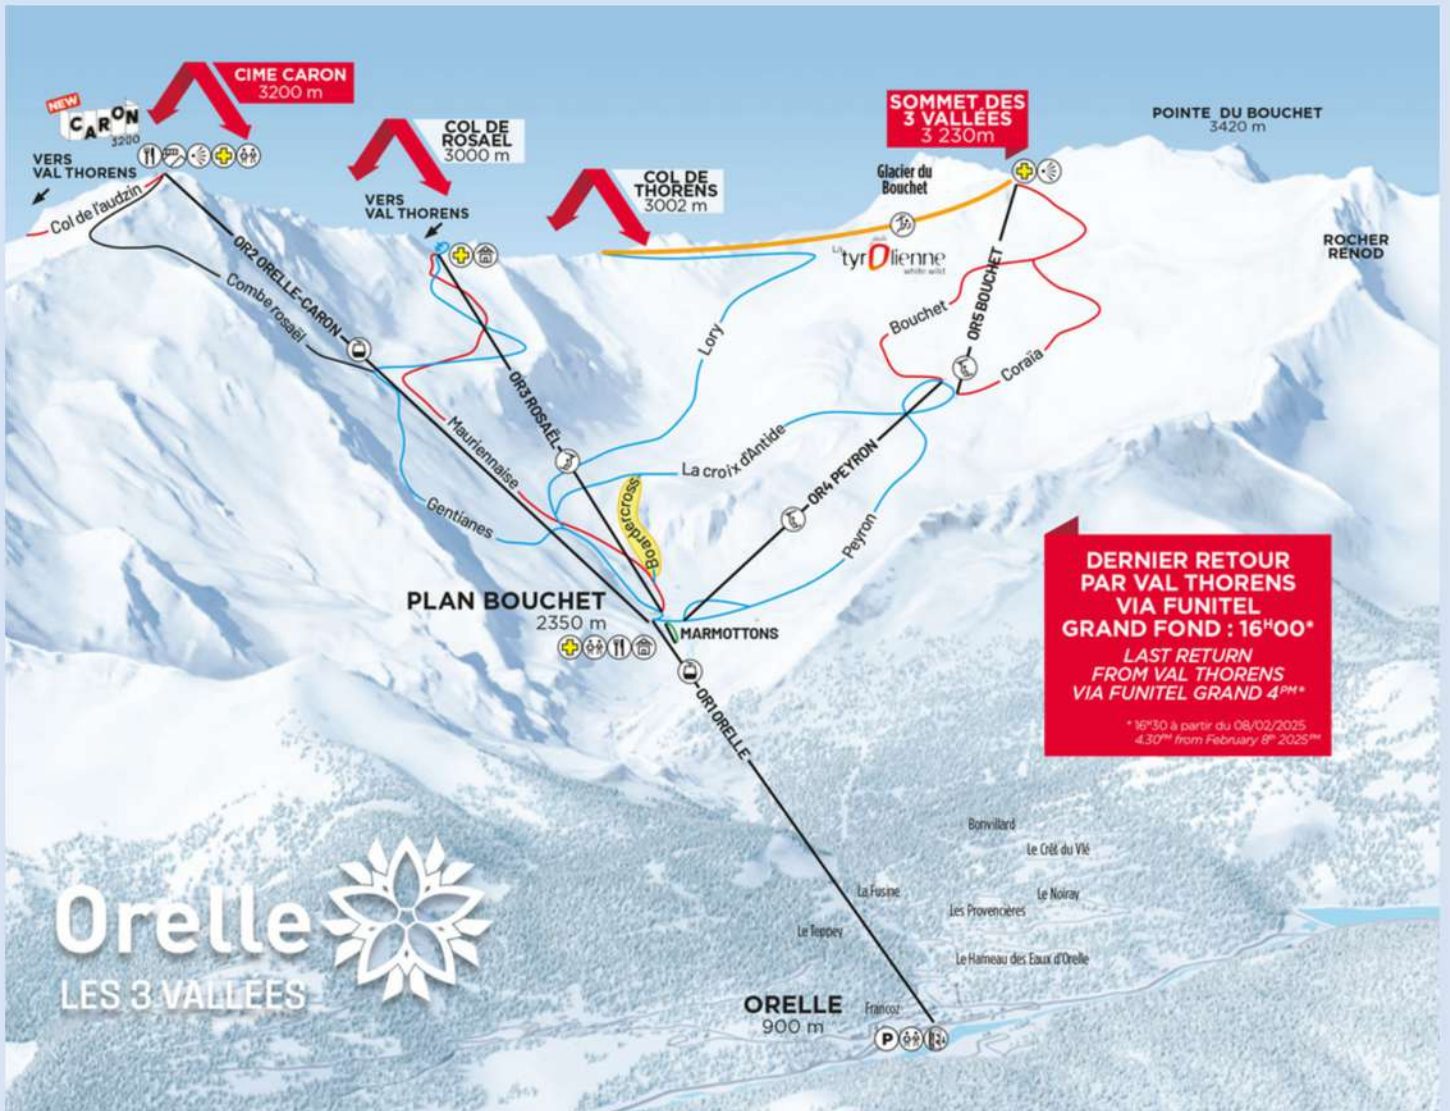 CIME CARON
3200 m
NEW
CARON
3200
VERS
VAL THORENS
Col de l'audzin
COL DE
ROSAEL
3000 m
VERS
VAL THORENS
COL DE
THORENS
3002 m
SOMMET DES
3 VALLÉES
3 230m
POINTE DU BOUCHET
3420 m
Glacier du
Bouchet
La
tyrOlienne
ROCHER
RENOD
OR2 ORELLE-CARON
Combe rosaël
OR3 ROSAËL
Lory
Bouchet
OR5 BOUCHET
Coraïa
Mauriennaise
Gentianes
La croix d'Antide
OR4 PEYRON
Boardercross
Peyron
PLAN BOUCHET
2350 m
MARMOTTONS
OR1 ORELLE
DERNIER RETOUR
PAR VAL THORENS
VIA FUNITEL
GRAND FOND : 16H00*
LAST RETURN
FROM VAL THORENS
VIA FUNITEL GRAND 4PM*
* 16H30 à partir du 08/02/2025
4.30PM from February 8th 2025PM
Bonvillard
Le Crêt du Vié
La Fusine
Le Noiray
Les Provencières
Le Teppey
Le Hameau des Eaux d'Orelle
ORELLE
900 m
Francoz
P
Orelle
LES 3 VALLÉES